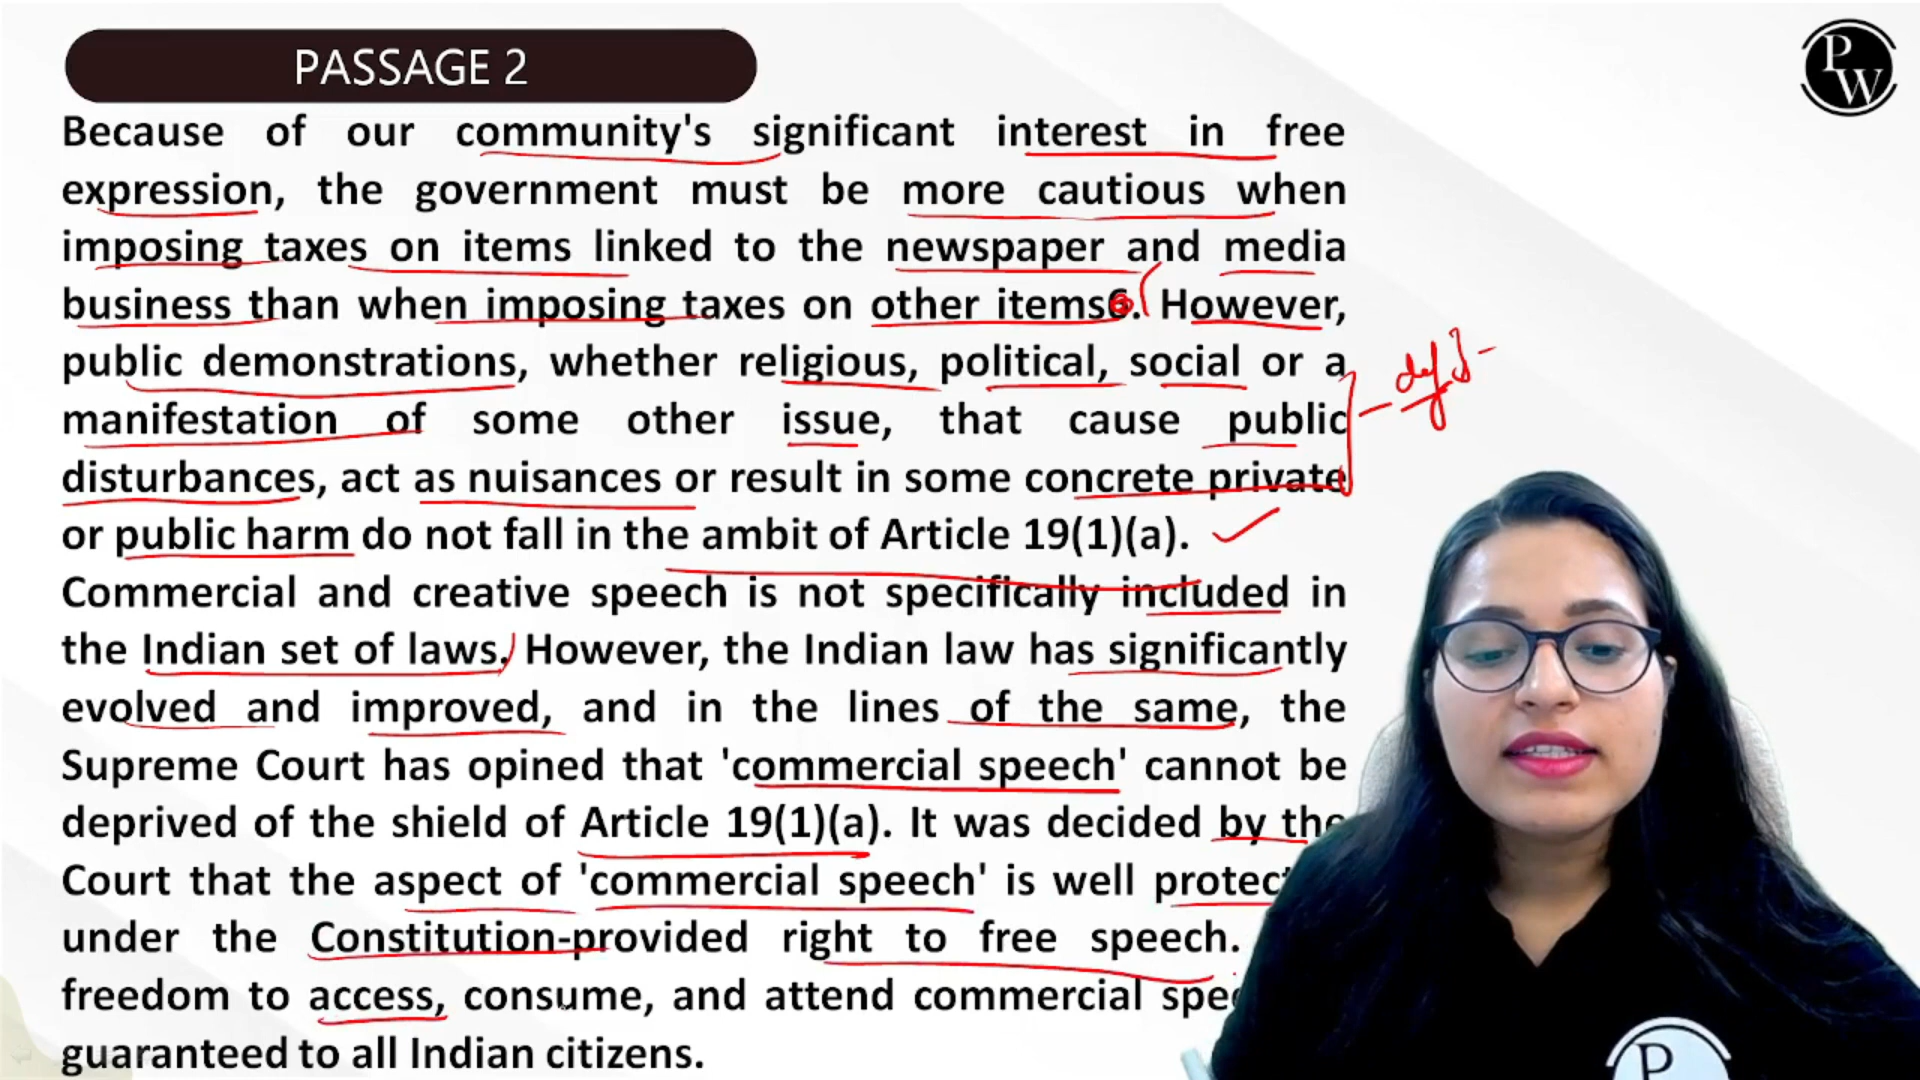 PASSAGE 2
P
W
Because of our community's significant interest in free
expression, the government must be more cautious when
imposing taxes on items linked to the newspaper and media
business than when imposing taxes on other items6. However,
public demonstrations, whether religious, political, social or a
manifestation of some other issue, that cause public
disturbances, act as nuisances or result in some concrete private
or public harm do not fall in the ambit of Article 19(1)(a).
Commercial and creative speech is not specifically included in
the Indian set of laws. However, the Indian law has significantly
evolved and improved, and in the lines of the same, the
Supreme Court has opined that 'commercial speech' cannot be
deprived of the shield of Article 19(1)(a). It was decided by the
Court that the aspect of 'commercial speech' is well
under the Constitution-provided right to free speech.
freedom to access, consume, and attend commercial
guaranteed to all Indian citizens.
P